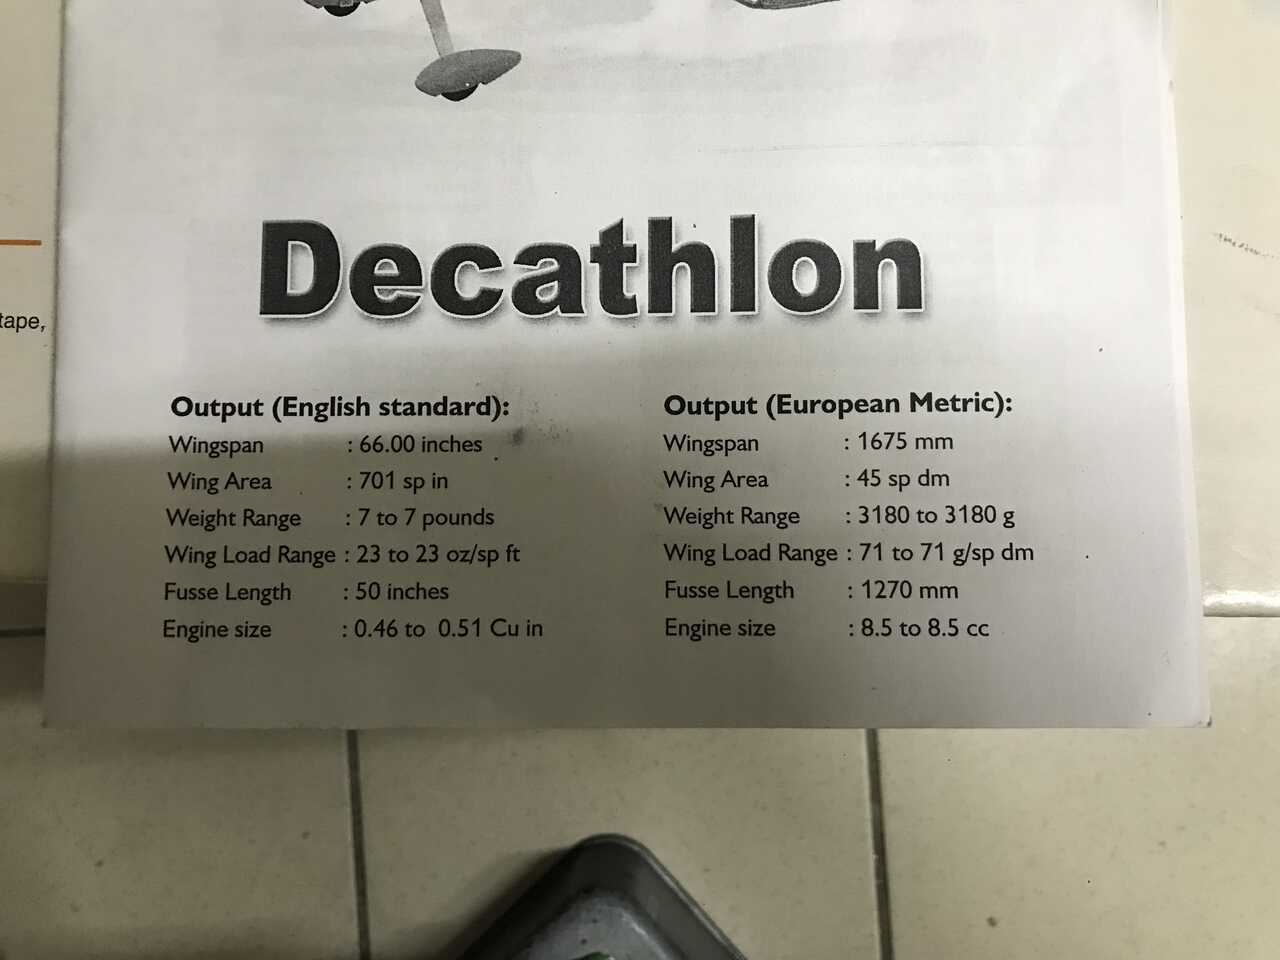 tape,
Decathlon
Output (English standard):
Wingspan : 66.00 inches
Wing Area : 701 sp in
Weight Range : 7 to 7 pounds
Wing Load Range : 23 to 23 oz/sp ft
Fusse Length : 50 inches
Engine size : 0.46 to 0.51 Cu in
Output (European Metric):
Wingspan : 1675 mm
Wing Area : 45 sp dm
Weight Range : 3180 to 3180 g
Wing Load Range : 71 to 71 g/sp dm
Fusse Length : 1270 mm
Engine size : 8.5 to 8.5 cc